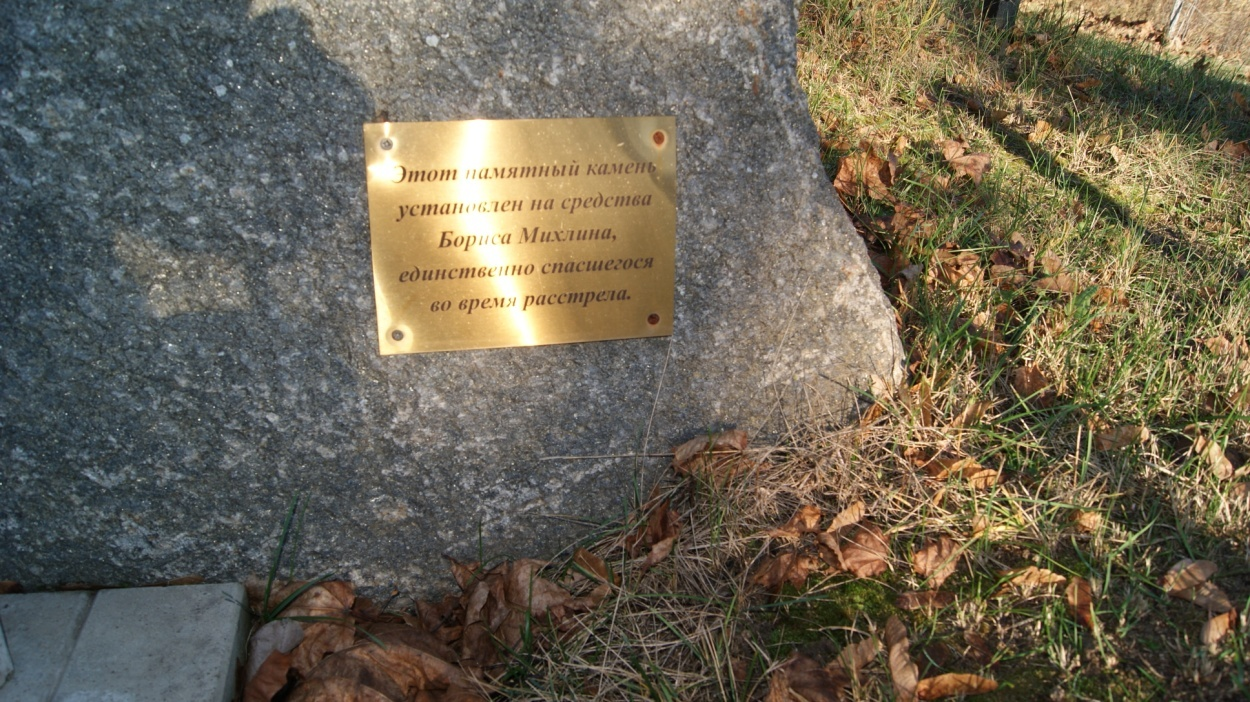 Этот памятный камень
установлен на средства
Бориса Михлина,
единственно спасшегося
во время расстрела.